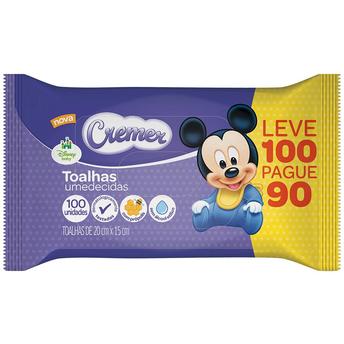 nova
Cremer
Disney
baby
Toalhas
umedecidas
100
unidades
TOALHAS DE 20 cm x 15 cm
LEVE
100
PAGUE
90